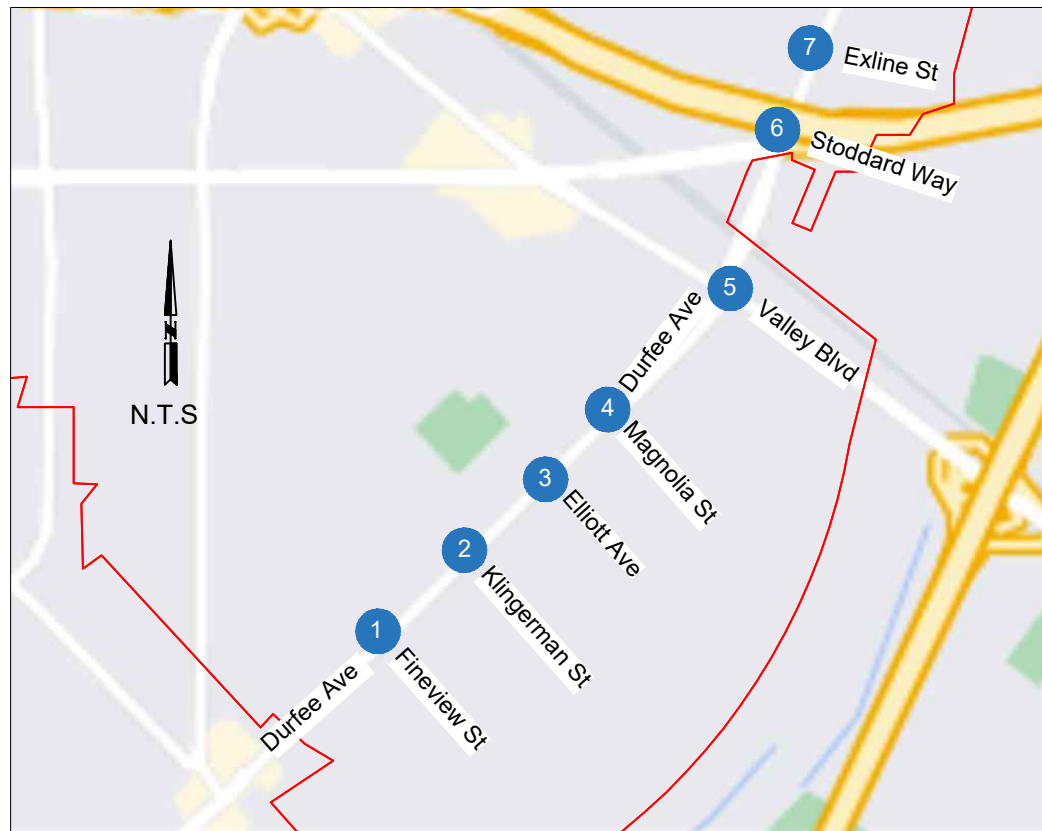 7
Exline St
6
Stoddard Way
5
Valley Blvd
Durfee Ave
N
N.T.S
4
Magnolia St
3
Elliott Ave
2
Klingerman St
1
Fineview St
Durfee Ave